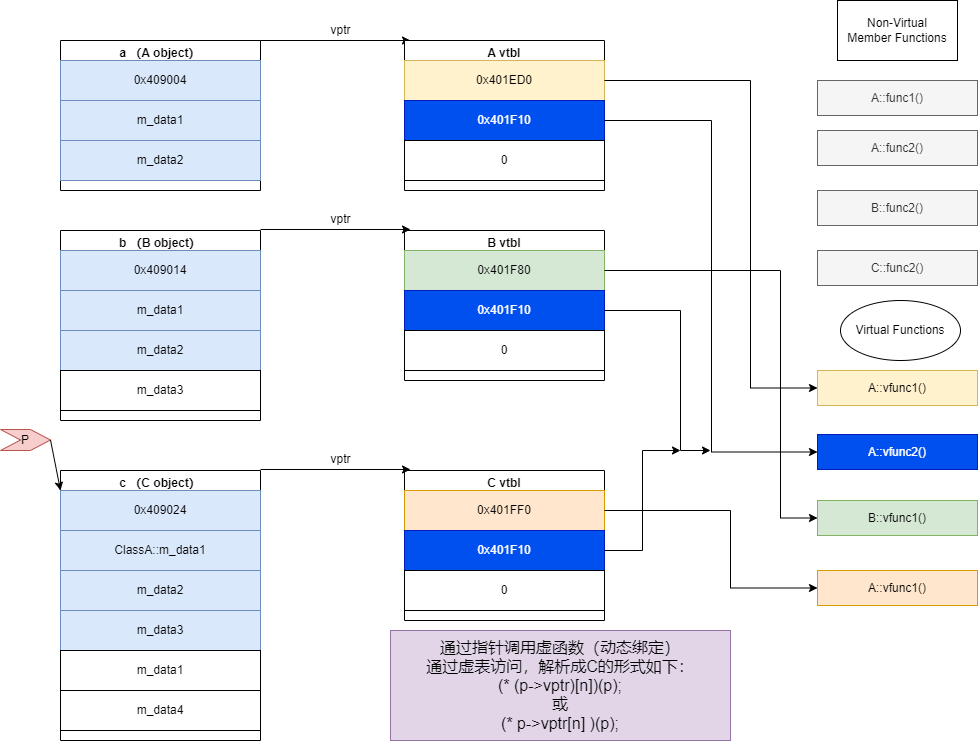 vptr
a (A object)
0x409004
m_data1
m_data2
A vtbl
0x401ED0
0x401F10
0
vptr
b (B object)
0x409014
m_data1
m_data2
m_data3
B vtbl
0x401F80
0x401F10
0
P
vptr
c (C object)
0x409024
ClassA::m_data1
m_data2
m_data3
m_data1
m_data4
C vtbl
0x401FF0
0x401F10
0
通过指针调用虚函数（动态绑定）
通过虚表访问，解析成C的形式如下：
(* (p->vptr)[n])(p);
或
(* p->vptr[n] )(p);
Non-Virtual
Member Functions
A::func1()
A::func2()
B::func2()
C::func2()
Virtual Functions
A::vfunc1()
A::vfunc2()
B::vfunc1()
A::vfunc1()